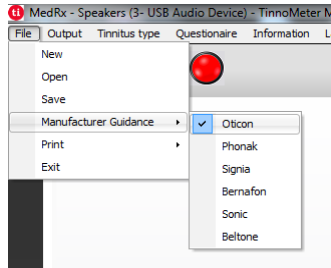 ti MedRx - Speakers (3- USB Audio Device) - TinnoMeter M
File Output Tinnitus type Questionaire Information L
New
Open
Save
Manufacturer Guidance
Oticon
Print
Phonak
Exit
Signia
Bernafon
Sonic
Beltone